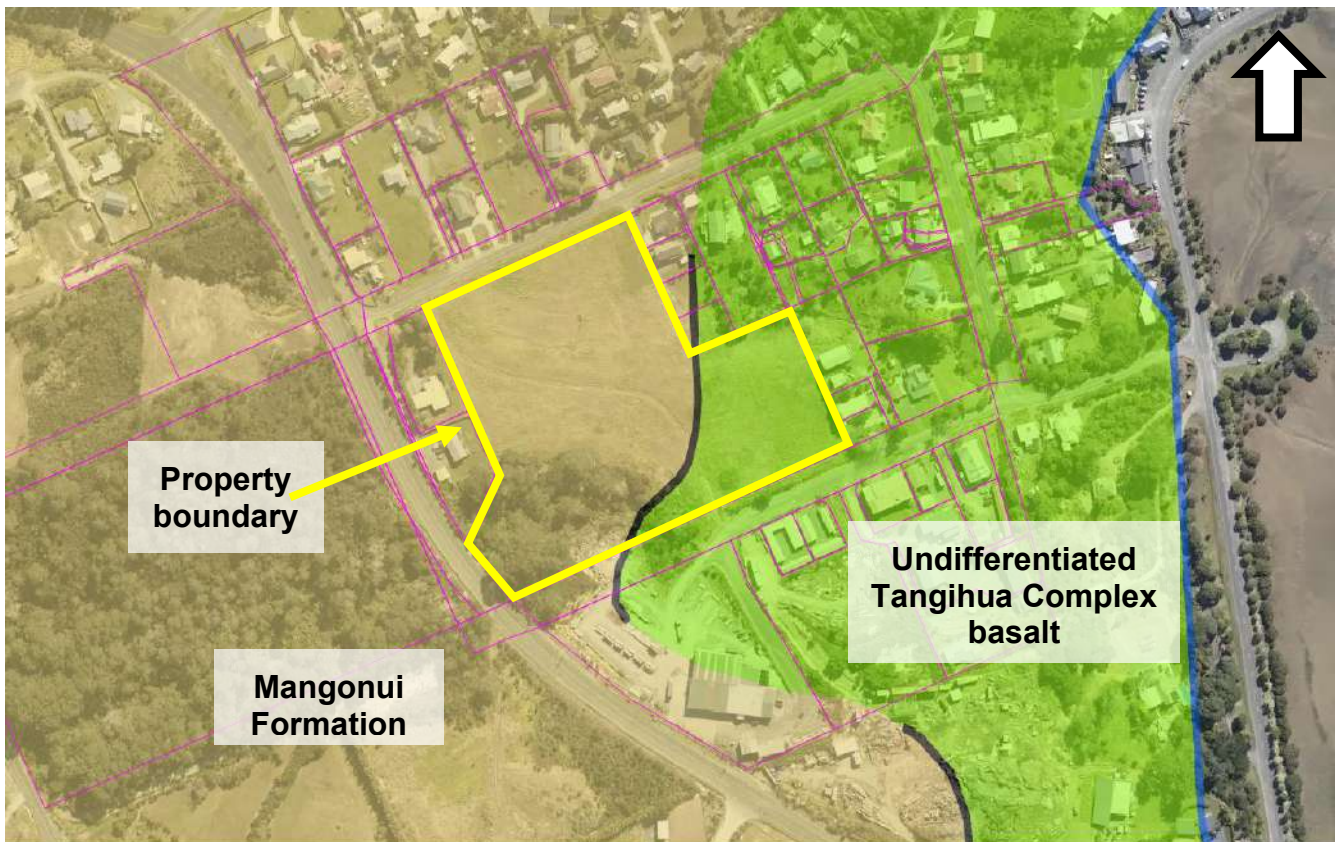 Property
boundary
Undifferentiated
Tangihua Complex
basalt
Mangonui
Formation